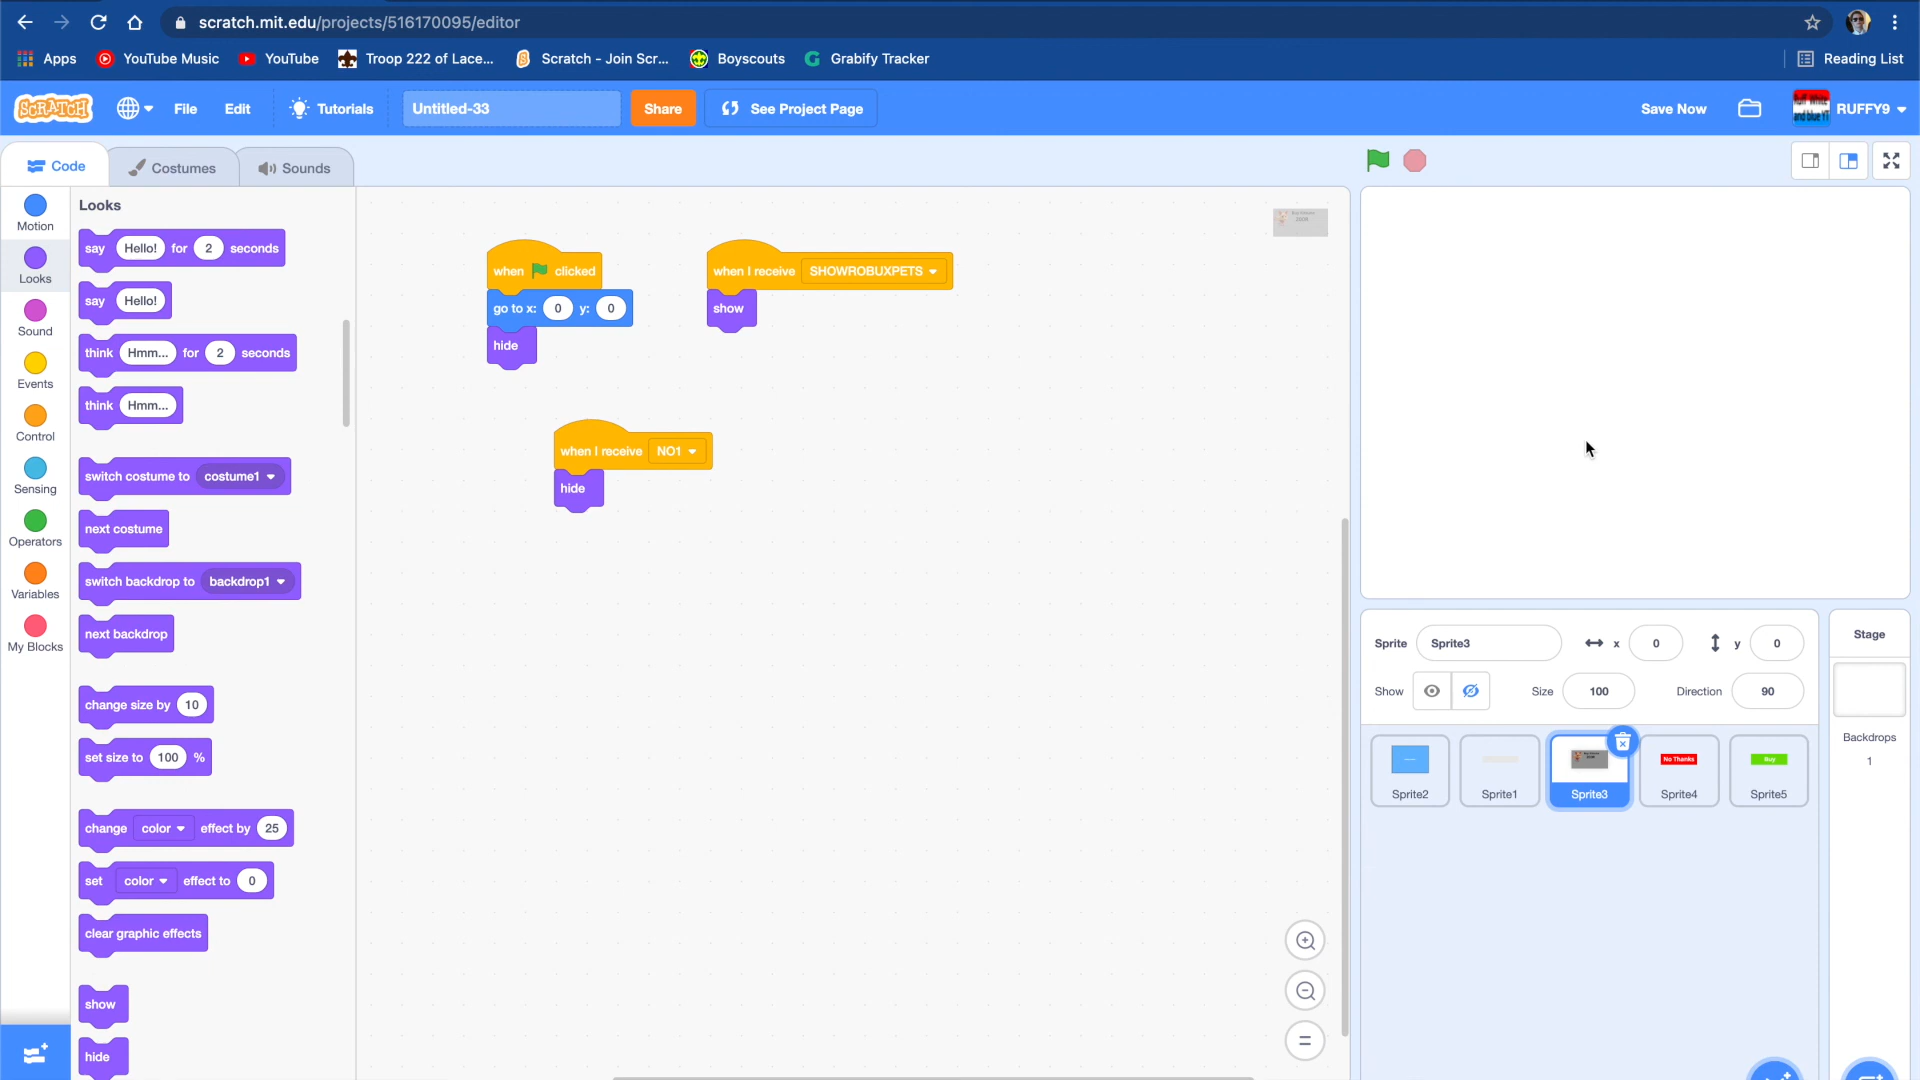 scratch.mit.edu/projects/516170095/editor
Apps YouTube Music YouTube Troop 222 of Lace... Scratch - Join Scr... Boyscouts Grabify Tracker Reading List
SCRATCH File Edit Tutorials Untitled-33 Share See Project Page Save Now RUFFY9
Code Costumes Sounds
Motion
Looks
Sound
Events
Control
Sensing
Operators
Variables
My Blocks
Looks
say Hello! for 2 seconds
say Hello!
think Hmm... for 2 seconds
think Hmm...
switch costume to costume1
next costume
switch backdrop to backdrop1
next backdrop
change size by 10
set size to 100 %
change color effect by 25
set color effect to 0
clear graphic effects
show
hide
when clicked
go to x: 0 y: 0
hide
when I receive SHOWROBUXPETS
show
when I receive NO1
hide
Sprite Sprite3 x 0 y 0
Show Size 100 Direction 90
Sprite2
Sprite1
Sprite3
No Thanks
Sprite4
Buy
Sprite5
Stage
Backdrops
1